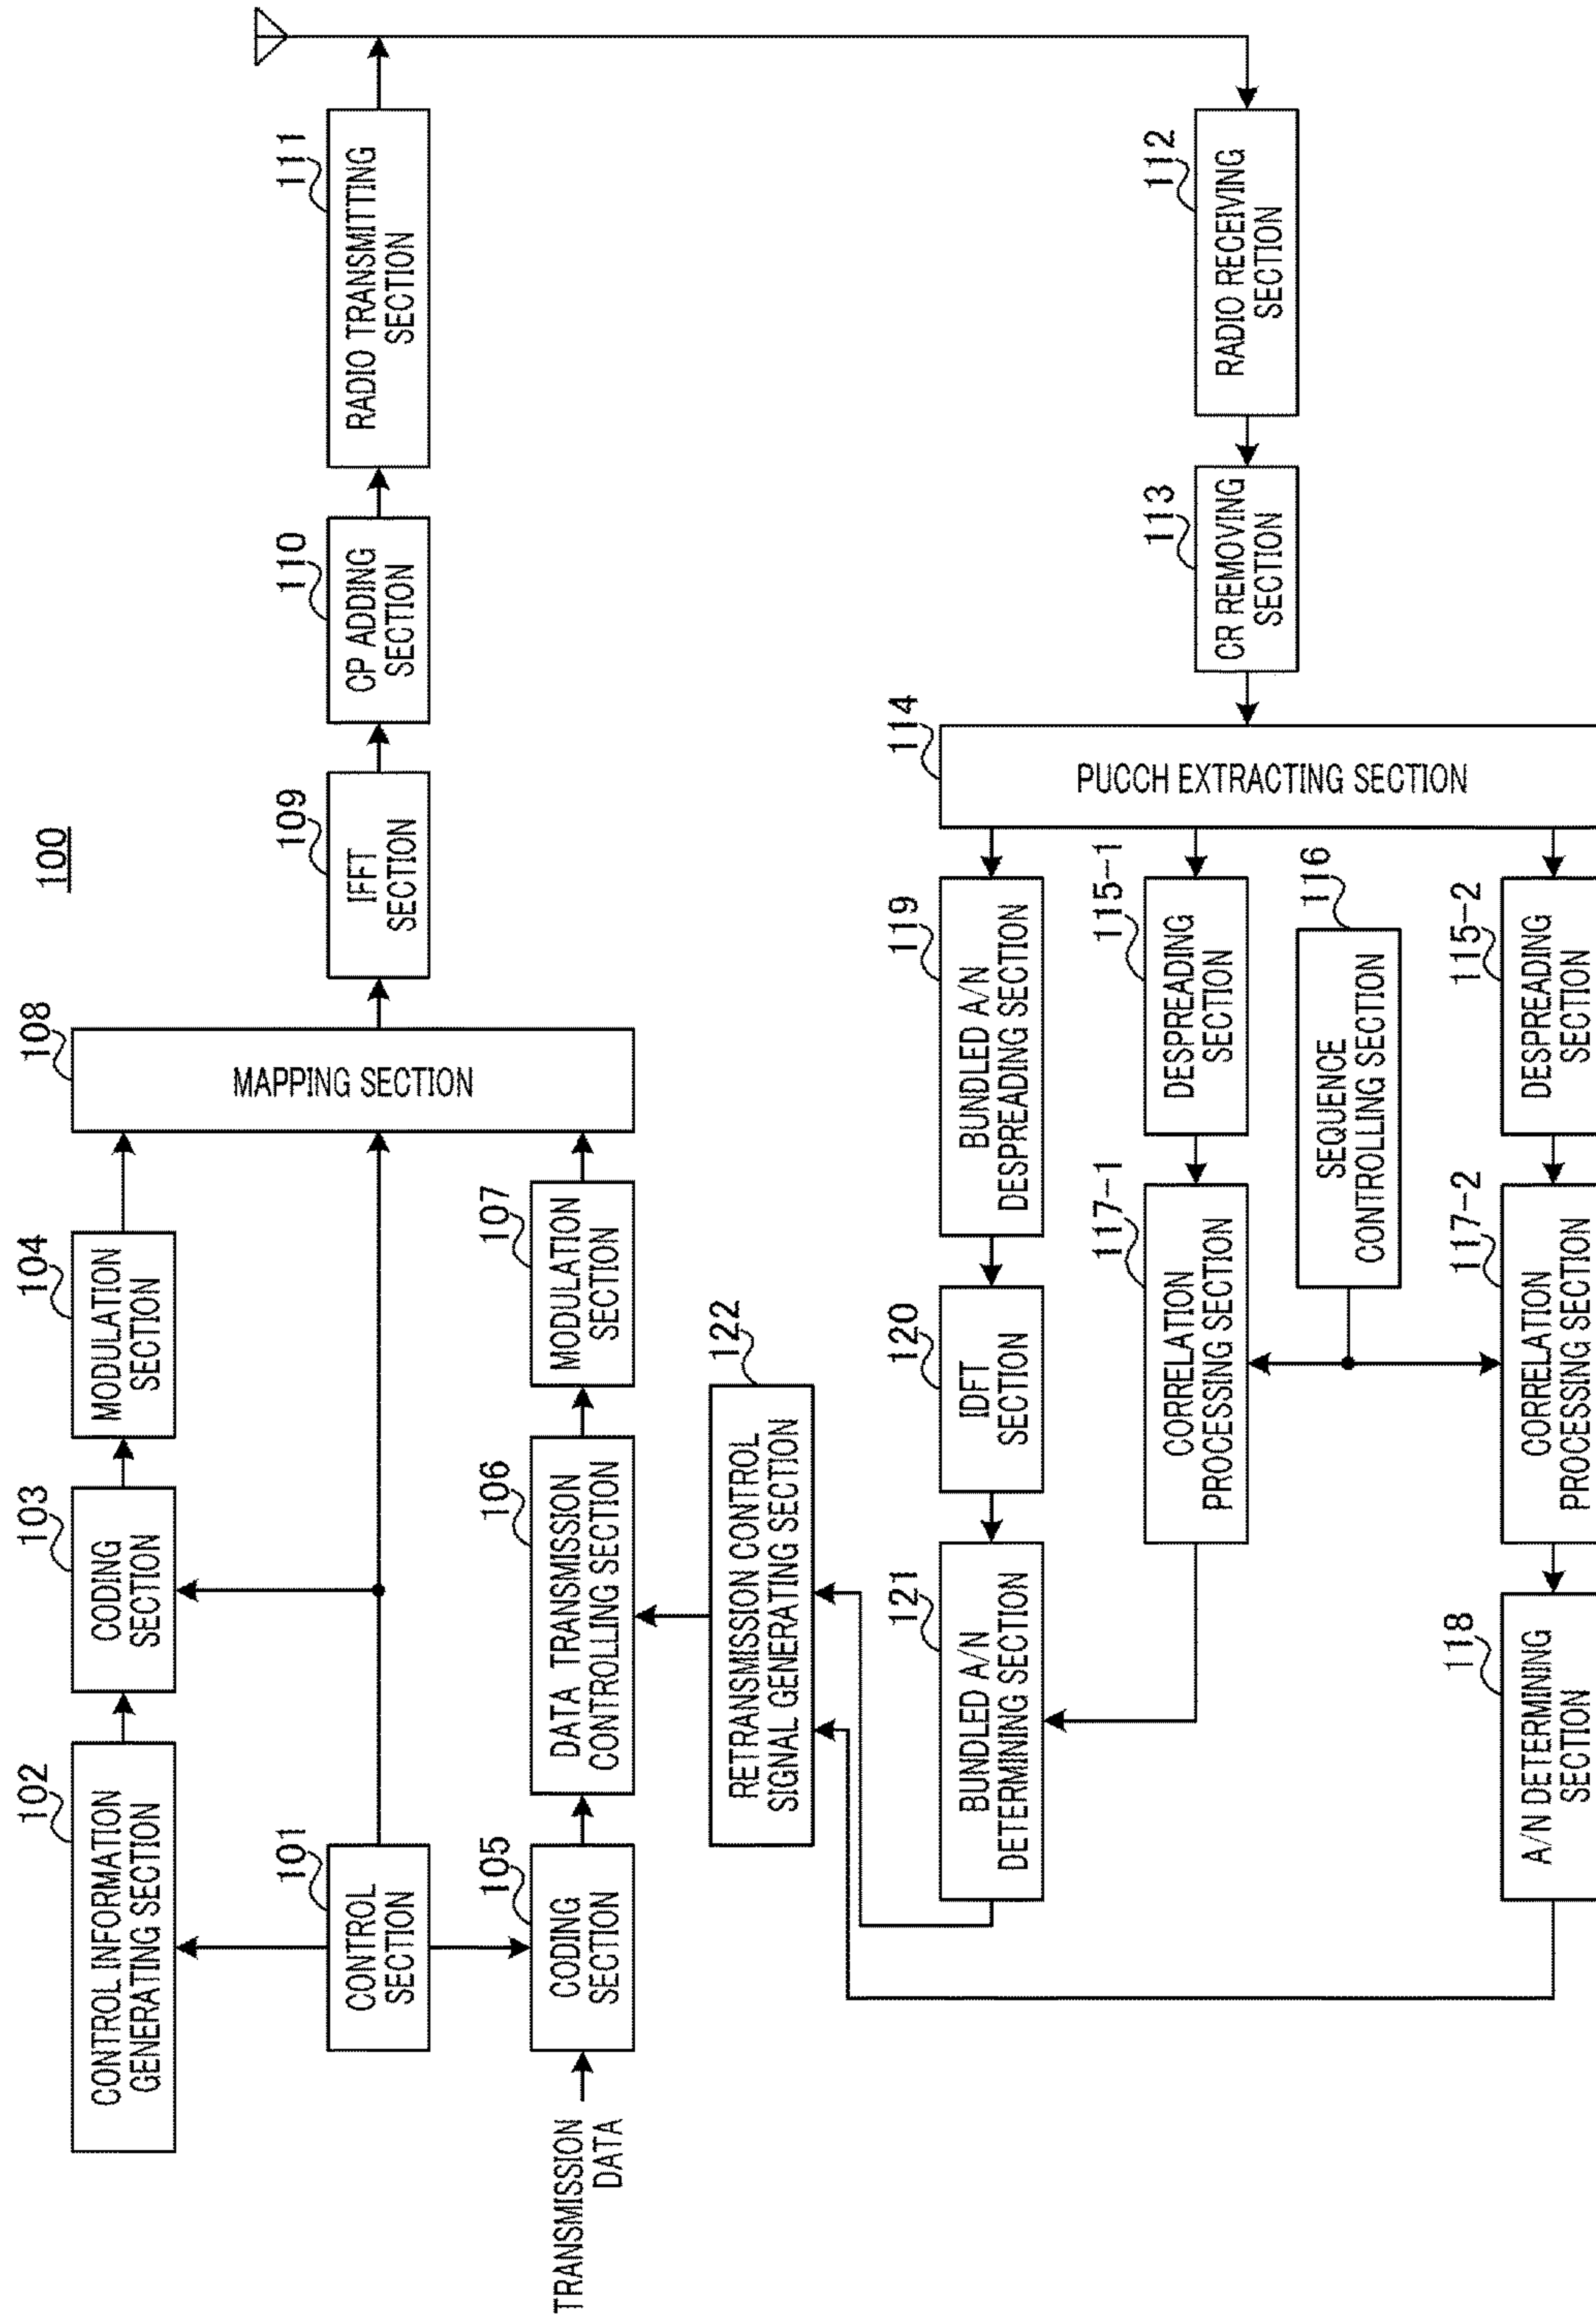 100
102
CONTROL INFORMATION
GENERATING SECTION
103
CODING
SECTION
104
MODULATION
SECTION
108
MAPPING SECTION
109
IFFT
SECTION
110
CP ADDING
SECTION
111
RADIO TRANSMITTING
SECTION
101
CONTROL
SECTION
TRANSMISSION
DATA
105
CODING
SECTION
106
DATA TRANSMISSION
CONTROLLING SECTION
107
MODULATION
SECTION
122
RETRANSMISSION CONTROL
SIGNAL GENERATING SECTION
121
BUNDLED A/N
DETERMINING SECTION
120
IDFT
SECTION
119
BUNDLED A/N
DESPREADING SECTION
114
PUCCH EXTRACTING SECTION
113
CR REMOVING
SECTION
112
RADIO RECEIVING
SECTION
117-1
CORRELATION
PROCESSING SECTION
115-1
DESPREADING
SECTION
116
SEQUENCE
CONTROLLING SECTION
118
A/N DETERMINING
SECTION
117-2
CORRELATION
PROCESSING SECTION
115-2
DESPREADING
SECTION